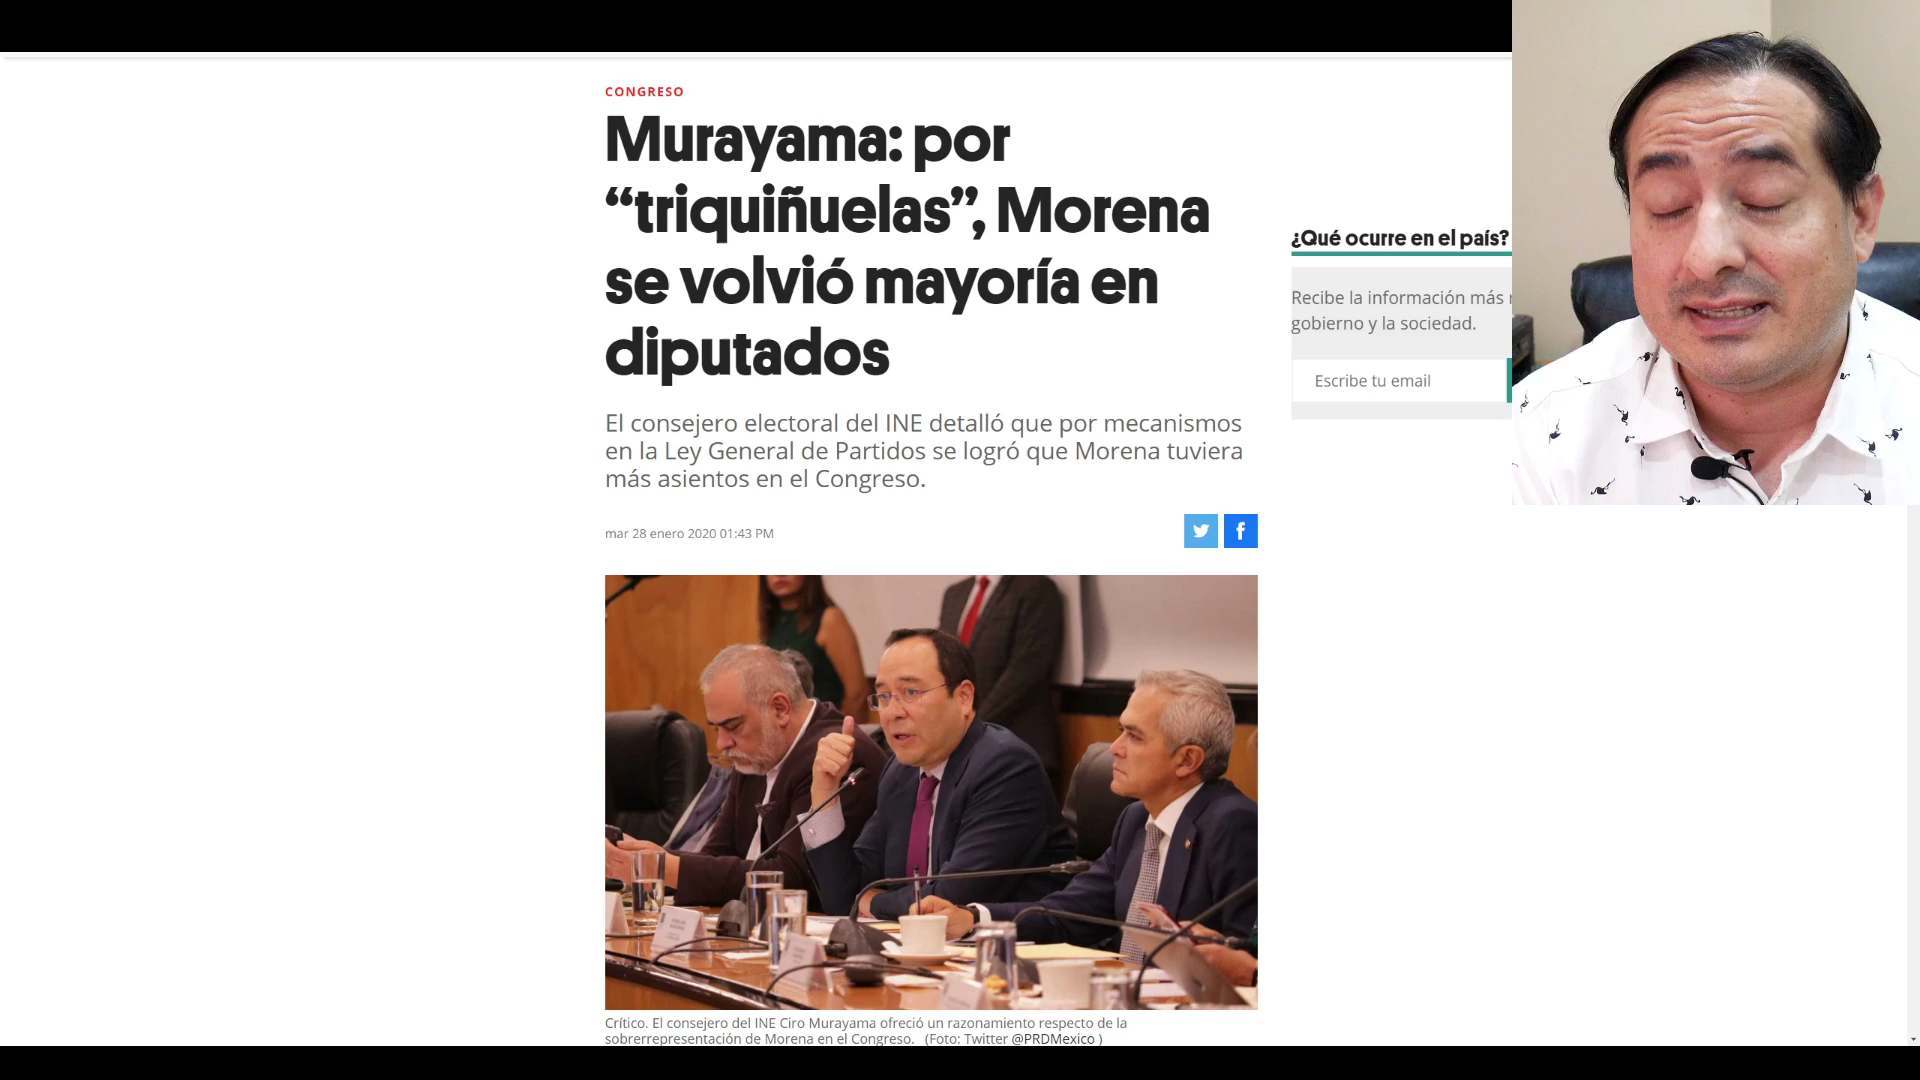 CONGRESO
Murayama: por
“triquiñuelas”, Morena
se volvió mayoría en
diputados
El consejero electoral del INE detalló que por mecanismos
en la Ley General de Partidos se logró que Morena tuviera
más asientos en el Congreso.
mar 28 enero 2020 01:43 PM
¿Qué ocurre en el país?
Recibe la información más
gobierno y la sociedad.
Escribe tu email
Crítico. El consejero del INE Ciro Murayama ofreció un razonamiento respecto de la
sobrerrepresentación de Morena en el Congreso. (Foto: Twitter @PRDMexico )